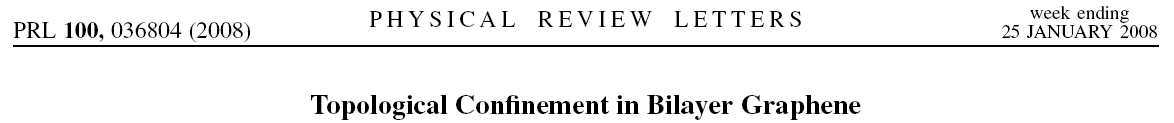 PRL 100, 036804 (2008)
PHYSICAL REVIEW LETTERS
week ending
25 JANUARY 2008
Topological Confinement in Bilayer Graphene